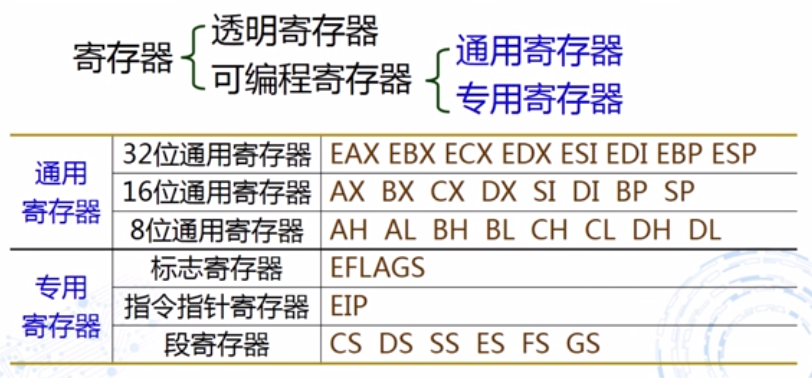 寄存器
透明寄存器
可编程寄存器
通用寄存器
专用寄存器
通用寄存器
32位通用寄存器 EAX EBX ECX EDX ESI EDI EBP ESP
16位通用寄存器 AX BX CX DX SI DI BP SP
8位通用寄存器 AH AL BH BL CH CL DH DL
专用寄存器
标志寄存器 EFLAGS
指令指针寄存器 EIP
段寄存器 CS DS SS ES FS GS